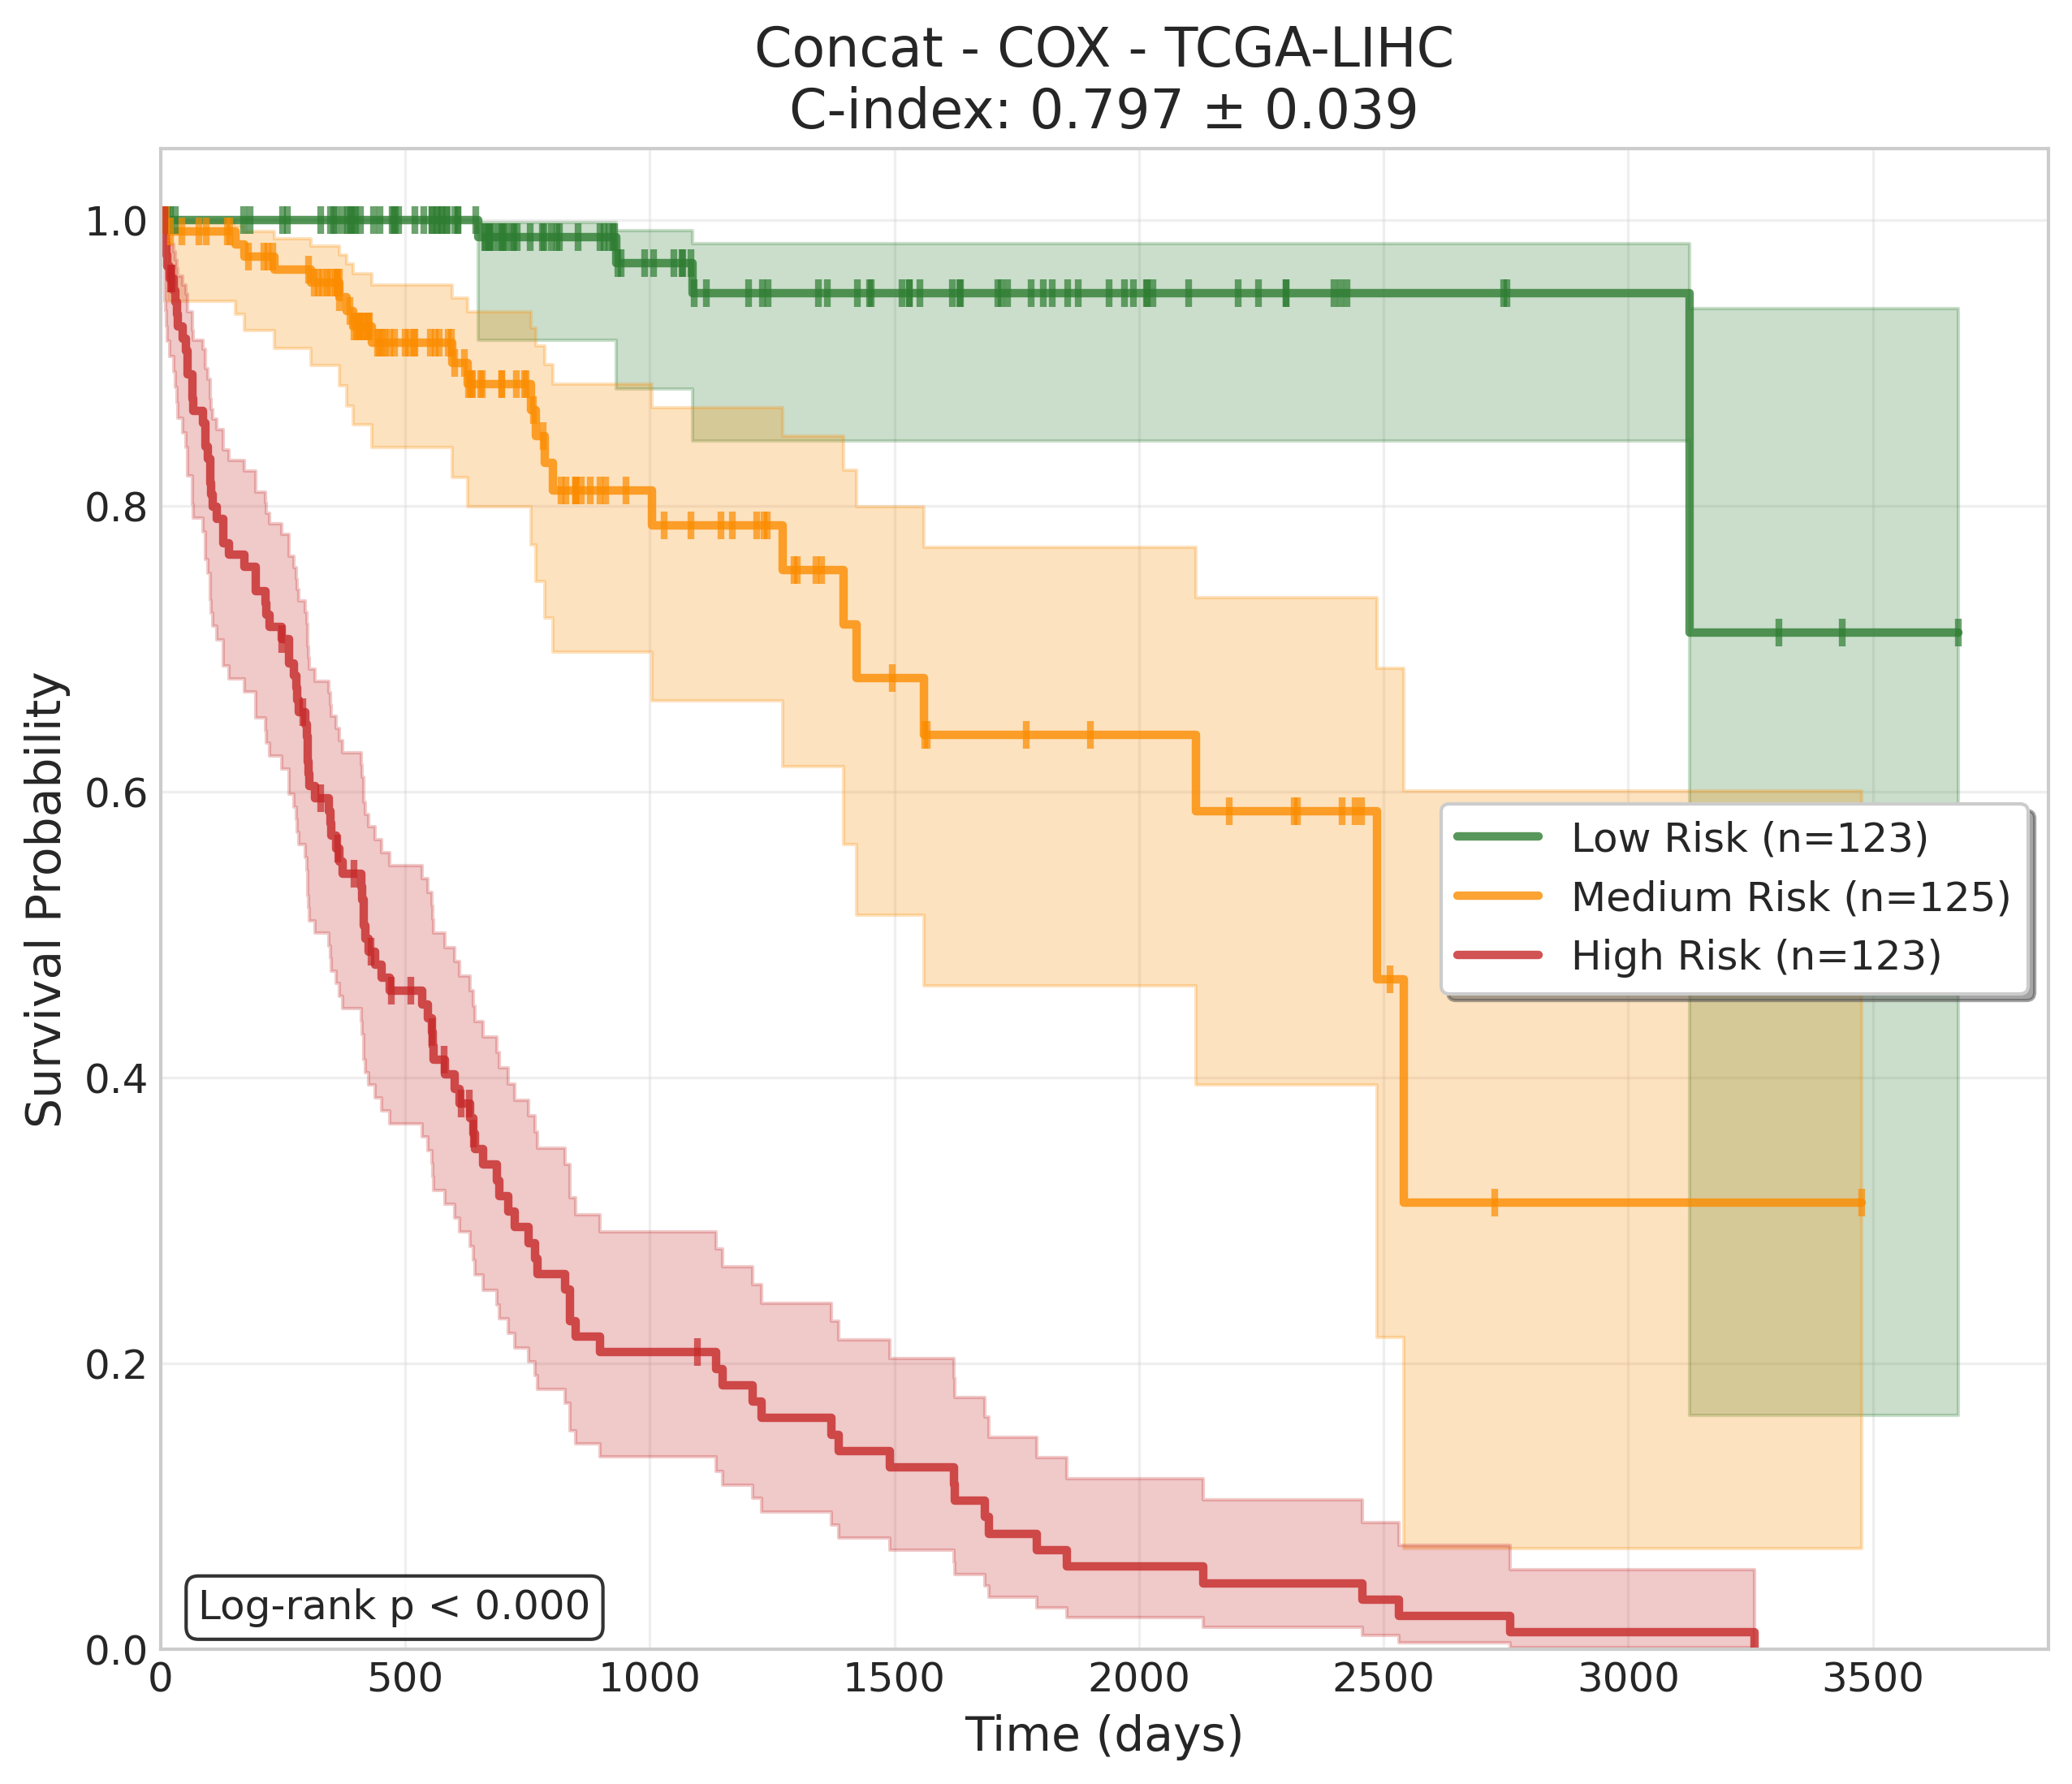 Concat - COX - TCGA-LIHC
C-index: 0.797 ± 0.039
Survival Probability
1.0
0.8
0.6
0.4
0.2
0.0
Low Risk (n=123)
Medium Risk (n=125)
High Risk (n=123)
Log-rank p < 0.000
0 500 1000 1500 2000 2500 3000 3500
Time (days)